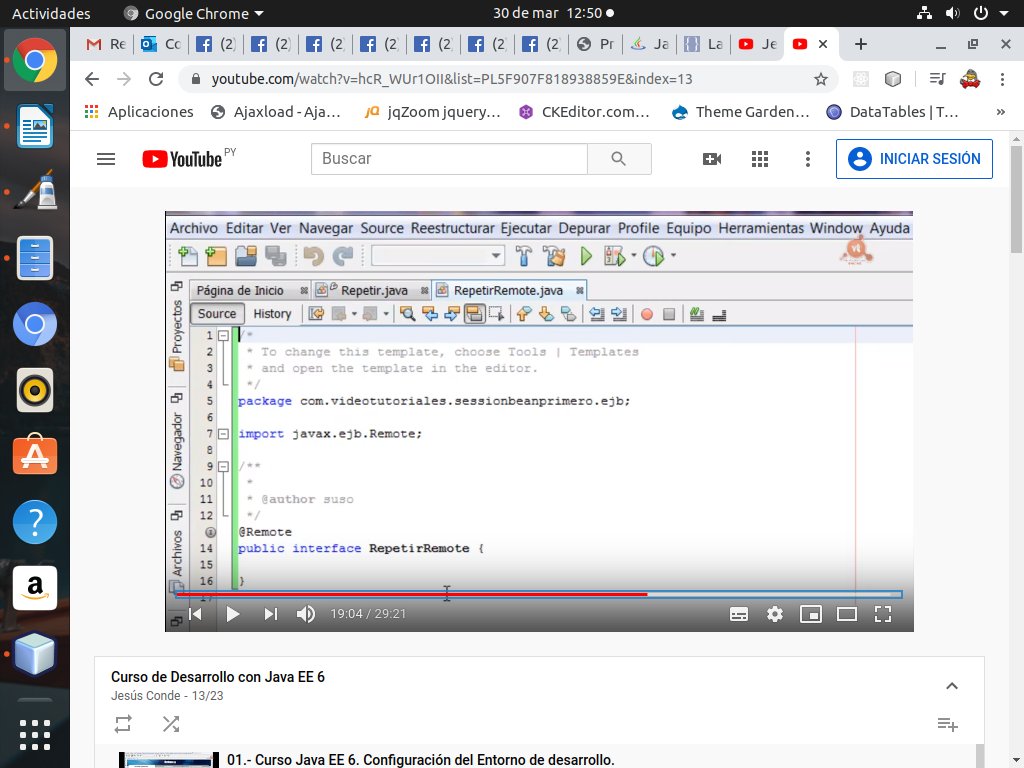 Actividades
Google Chrome
30 de mar 12:50
Re
Cc
(2)
(2)
(2)
(2)
(2)
(2)
(2)
Pr
Ja
La
Je
youtube.com/watch?v=hcR_WUr1OII&list=PL5F907F818938859E&index=13
Aplicaciones
Ajaxload - Aja...
jqZoom jquery...
CKEditor.com...
Theme Garden...
DataTables | T...
»
YouTube PY
Buscar
INICIAR SESIÓN
Archivo Editar Ver Navegar Source Reestructurar Ejecutar Depurar Profile Equipo Herramientas Window Ayuda
Página de Inicio
Repetir.java
RepetirRemote.java
Source
History
Proyectos
Navegador
Archivos
1 /*
2 * To change this template, choose Tools | Templates
3 * and open the template in the editor.
4 */
5 package com.videotutoriales.sessionbeanprimero.ejb;
6
7 import javax.ejb.Remote;
8
9 /**
10 *
11 * @author suso
12 */
@Remote
14 public interface RepetirRemote {
15
16 }
17
19:04 / 29:21
Curso de Desarrollo con Java EE 6
Jesús Conde - 13/23
01.- Curso Java EE 6. Configuración del Entorno de desarrollo.